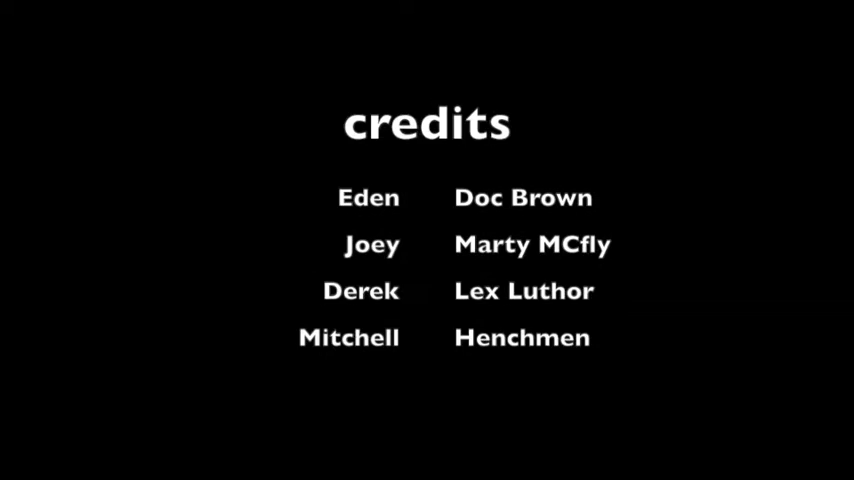 credits
Eden Doc Brown
Joey Marty MCfly
Derek Lex Luthor
Mitchell Henchmen